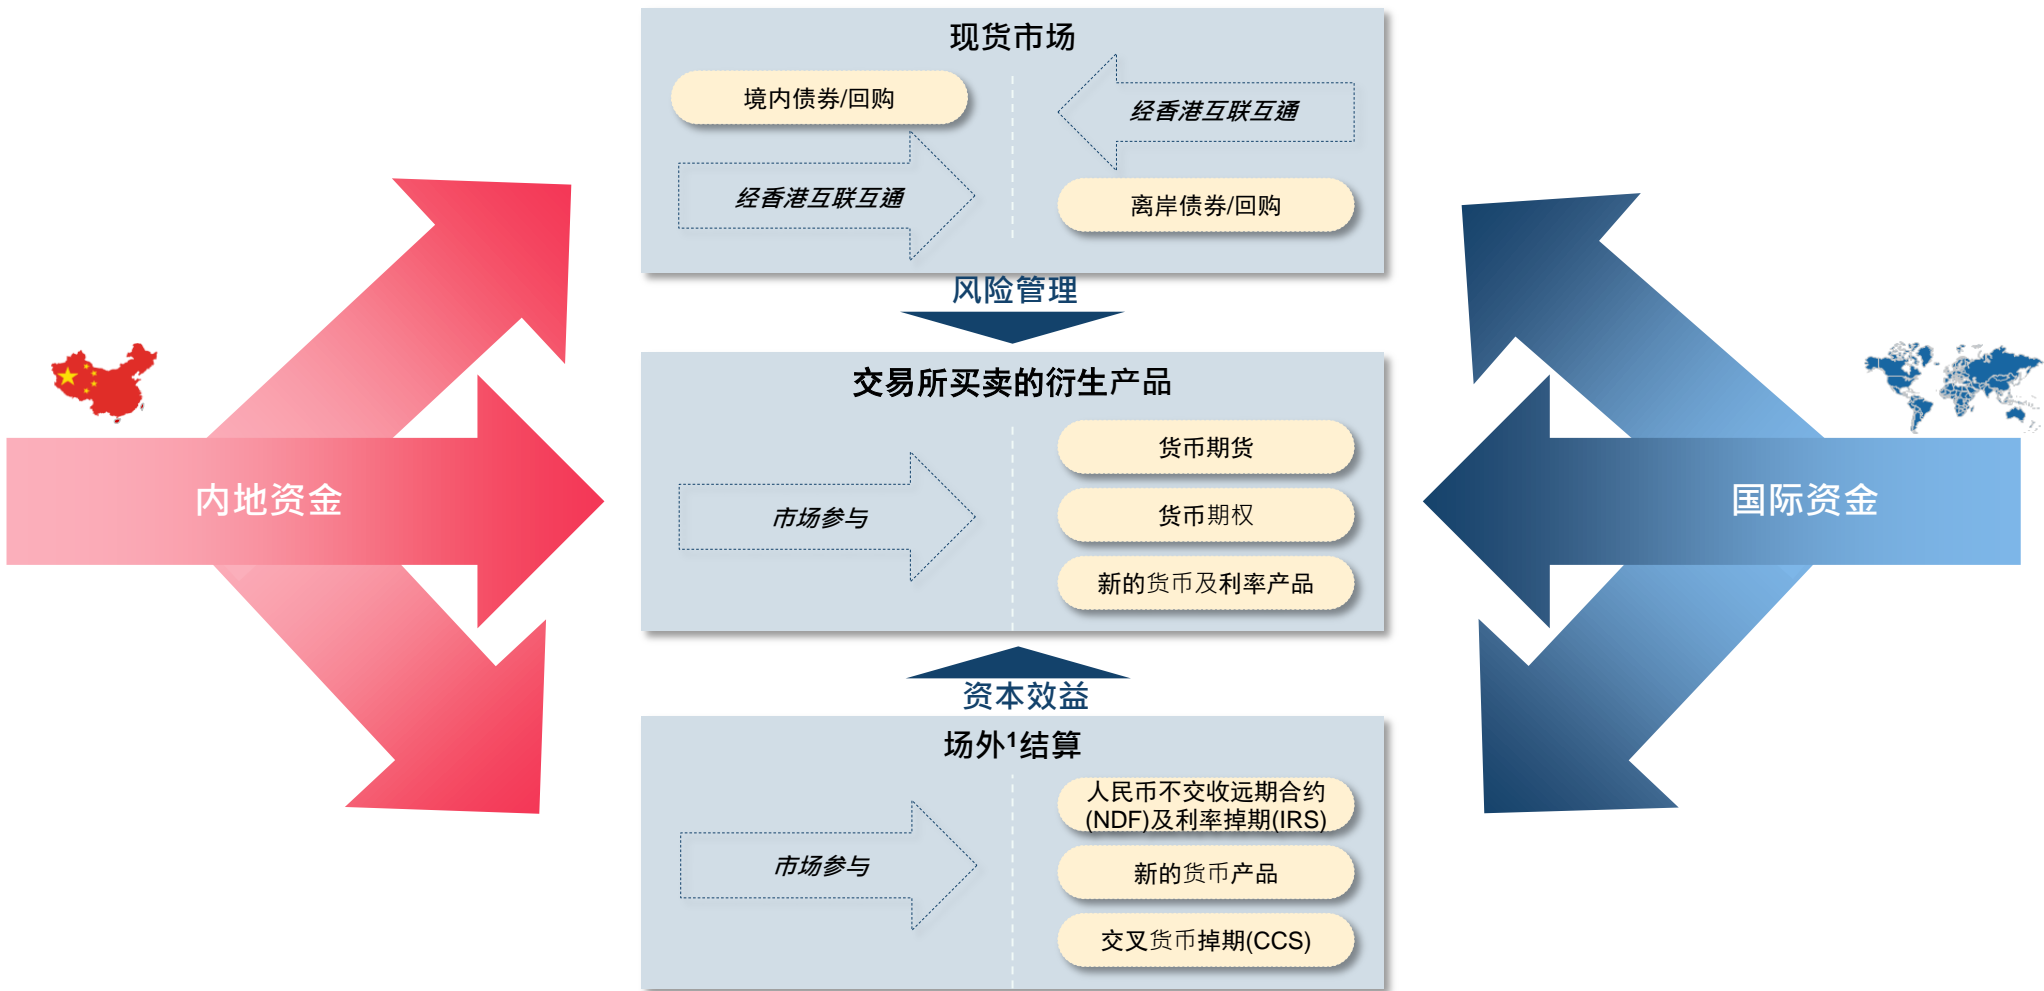 现货市场
境内债券/回购
经香港互联互通
经香港互联互通
离岸债券/回购
风险管理
交易所买卖的衍生产品
货币期货
市场参与
货币期权
新的货币及利率产品
内地资金
国际资金
资本效益
场外¹结算
人民币不交收远期合约
(NDF)及利率掉期(IRS)
市场参与
新的货币产品
交叉货币掉期(CCS)